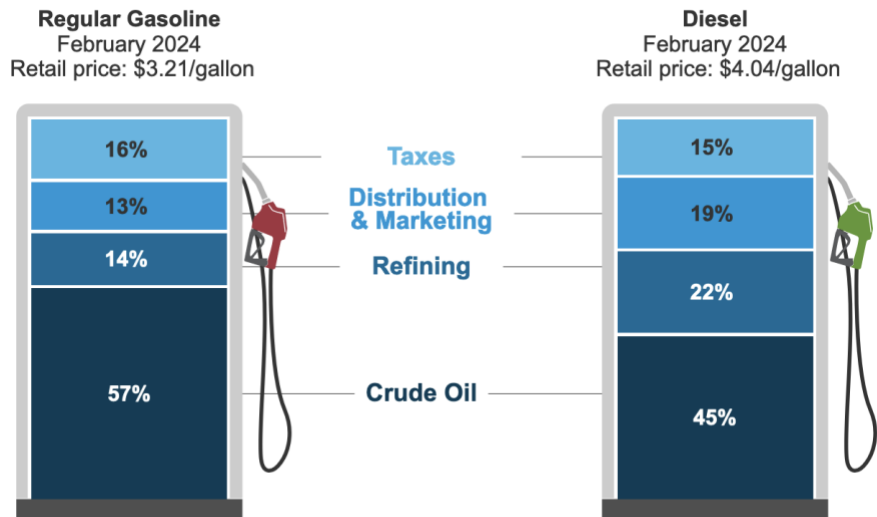 Regular Gasoline
February 2024
Retail price: $3.21/gallon
Diesel
February 2024
Retail price: $4.04/gallon
16%
Taxes
15%
13%
Distribution
& Marketing
19%
14%
Refining
22%
57%
Crude Oil
45%